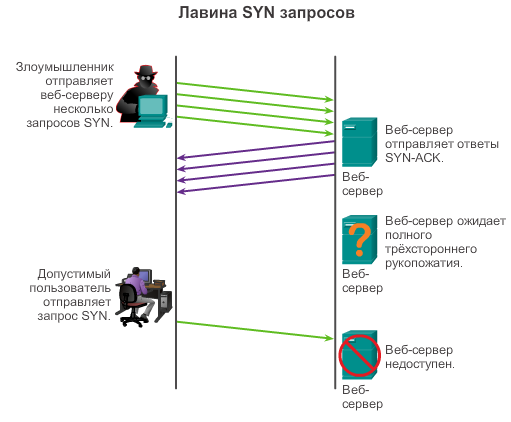 Лавина SYN запросов
Злоумышленник
отправляет
веб-серверу
несколько
запросов SYN.
Веб-сервер
отправляет ответы
SYN-ACK.
Веб-
сервер
Веб-сервер ожидает
полного
трёхстороннего
рукопожатия.
Веб-
сервер
Допустимый
пользователь
отправляет
запрос SYN.
Веб-сервер
недоступен.
Веб-
сервер